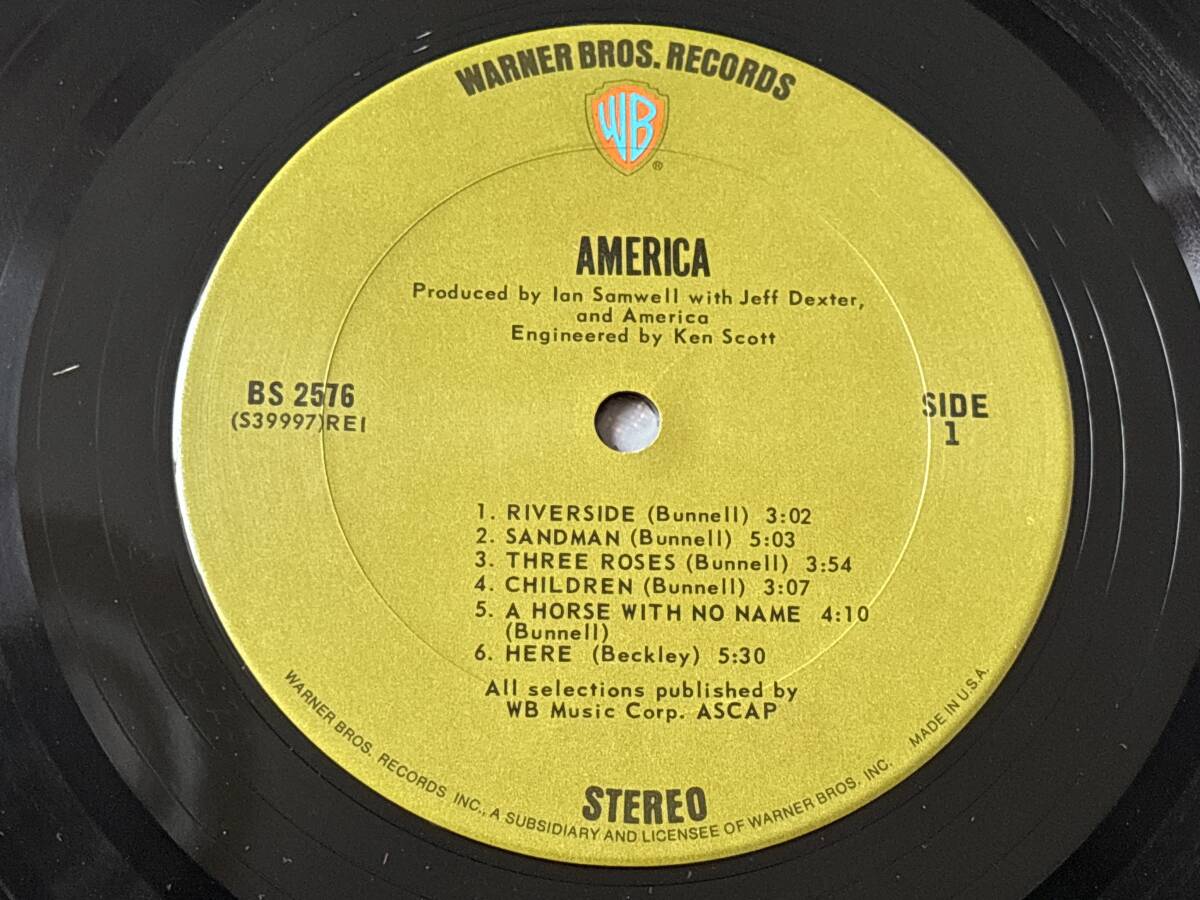 WARNER BROS. RECORDS
WB
®
AMERICA
Produced by Ian Samwell with Jeff Dexter,
and America
Engineered by Ken Scott
BS 2576
(S39997)RE1
SIDE
1
1. RIVERSIDE (Bunnell) 3:02
2. SANDMAN (Bunnell) 5:03
3. THREE ROSES (Bunnell) 3:54
4. CHILDREN (Bunnell) 3:07
5. A HORSE WITH NO NAME 4:10
(Bunnell)
6. HERE (Beckley) 5:30
All selections published by
WB Music Corp. ASCAP
STEREO
WARNER BROS. RECORDS INC., A SUBSIDIARY AND LICENSEE OF WARNER BROS. INC. MADE IN U.S.A.